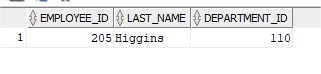 EMPLOYEE_ID LAST_NAME DEPARTMENT_ID
1 205 Higgins 110